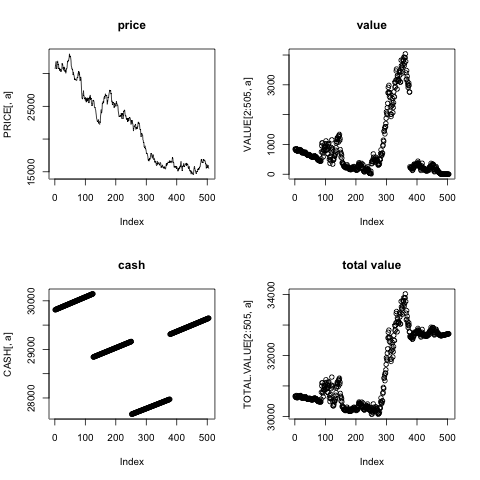 price
PRICE[, a]
15000 25000
0 100 200 300 400 500
Index
value
VALUE[2:505, a]
0 1000 3000
0 100 200 300 400 500
Index
cash
CASH[, a]
28000 29000 30000
0 100 200 300 400 500
Index
total value
TOTAL.VALUE[2:505, a]
30000 32000 34000
0 100 200 300 400 500
Index